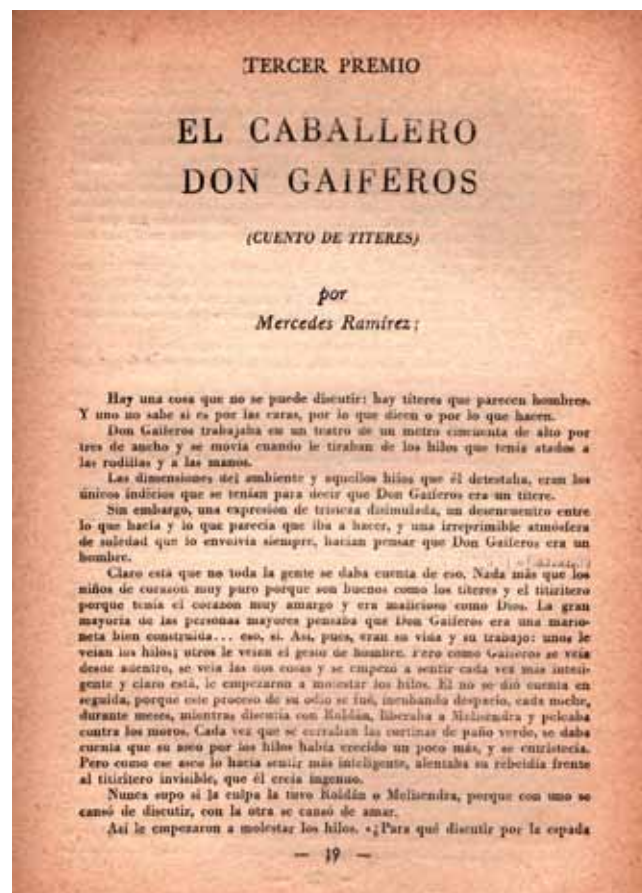 TERCER PREMIO
EL CABALLERO
DON GAIFEROS
(CUENTO DE TITERES)
por
Mercedes Ramírez;
Hay una cosa que no se puede discutir: hay títeres que parecen hombres.
Y uno no sabe si es por las caras, por lo que dicen o por lo que hacen.
Don Gaiferos trabajaba en un teatro de un metro cincuenta de alto por
tres de ancho y se movía cuando le tiraban de los hilos que tenía atados a
las rodillas y a las manos.
Las dimensiones del ambiente y aquellos hilos que él detestaba, eran los
únicos indicios que se tenían para decir que Don Gaiferos era un títere.
Sin embargo, una expresión de tristeza disimulada, un desencuentro entre
lo que hacía y lo que parecía que iba a hacer, y una irreprimible atmósfera
de soledad que lo envolvía siempre, hacían pensar que Don Gaiferos era un
hombre.
Claro está que no toda la gente se daba cuenta de eso. Nada más que los
niños de corazón muy puro porque son buenos como los títeres y el titiritero
porque tenía el corazón muy amargo y era malicioso como Dios. La gran
mayoría de las personas mayores pensaba que Don Gaiferos era una mario-
neta bien construída... eso, sí. Así, pues, eran su vida y su trabajo: unos le
veían los hilos; otros le veían el gesto de hombre. Pero como Gaiferos se veía
desde adentro, se veía las dos cosas y se empezó a sentir cada vez más inteli-
gente y claro está, le empezaron a molestar los hilos. El no se dió cuenta en
seguida, porque este proceso de su odio se fué, incubando despacio, cada noche,
durante meses, mientras discutía con Roldán, liberaba a Melisendra y peleaba
contra los moros. Cada vez que se cerraban las cortinas de paño verde, se daba
cuenta que su asco por los hilos había crecido un poco más, y se entristecía.
Pero como ese asco lo hacía sentir más inteligente, alentaba su rebeldía frente
al titiritero invisible, que él creía ingenuo.
Nunca supo si la culpa la tuvo Roldán o Melisendra, porque con uno se
cansó de discutir, con la otra se cansó de amar.
Así le empezaron a molestar los hilos. «¿Para qué discutir por la espada
— 19 —